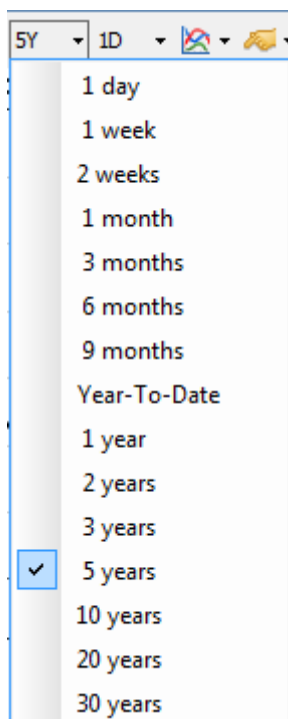 5Y 1D
1 day
1 week
2 weeks
1 month
3 months
6 months
9 months
Year-To-Date
1 year
2 years
3 years
5 years
10 years
20 years
30 years